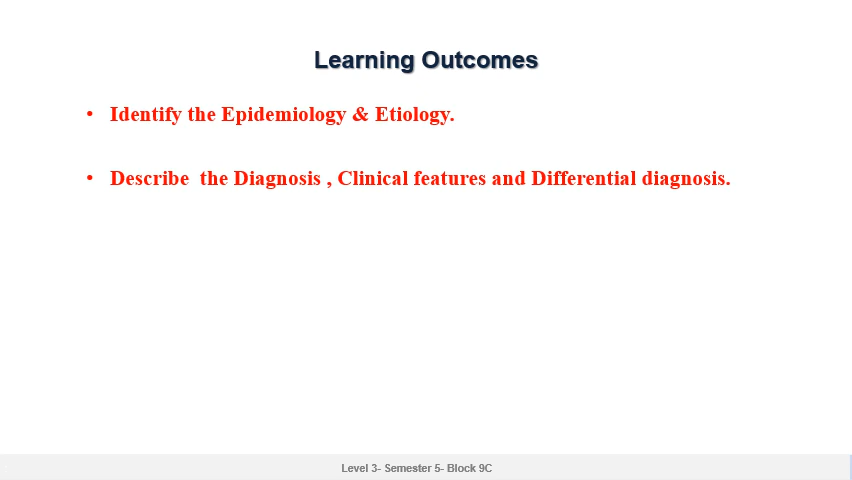 Learning Outcomes
• Identify the Epidemiology & Etiology.
• Describe  the Diagnosis , Clinical features and Differential diagnosis.
Level 3- Semester 5- Block 9C